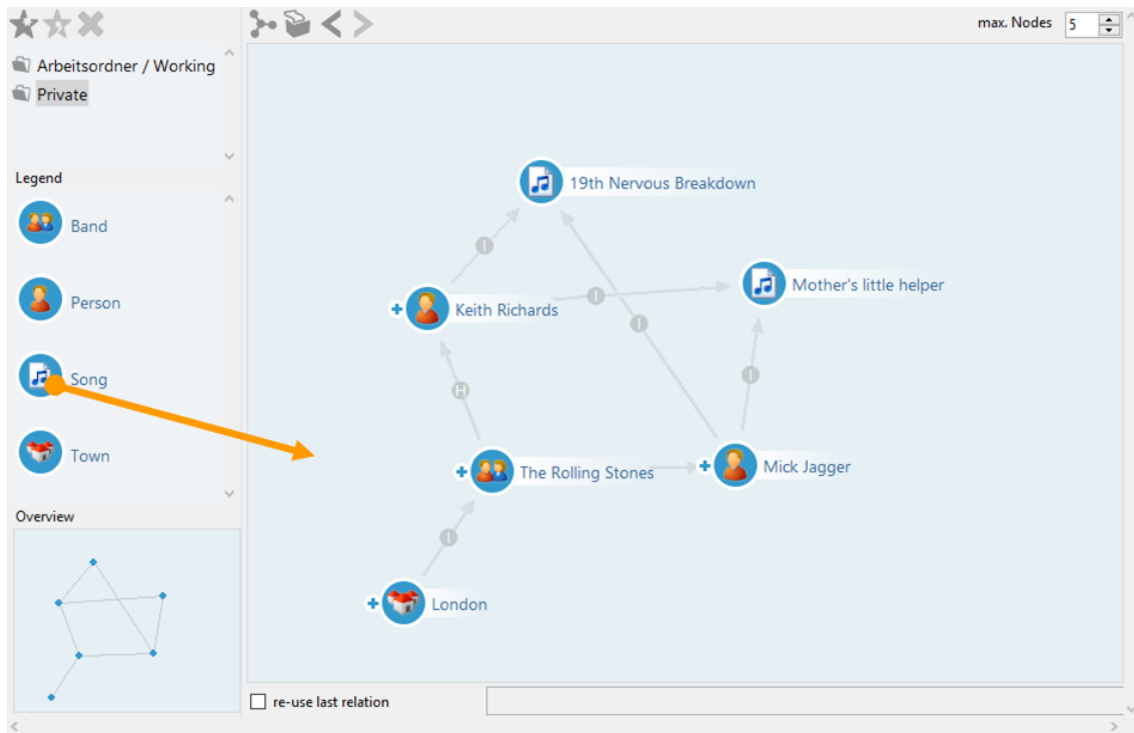 max. Nodes 5
Arbeitsordner / Working
Private
Legend
Band
Person
Song
Town
Overview
19th Nervous Breakdown
I
Mother's little helper
Keith Richards
I
I
I
H
The Rolling Stones
Mick Jagger
I
London
re-use last relation